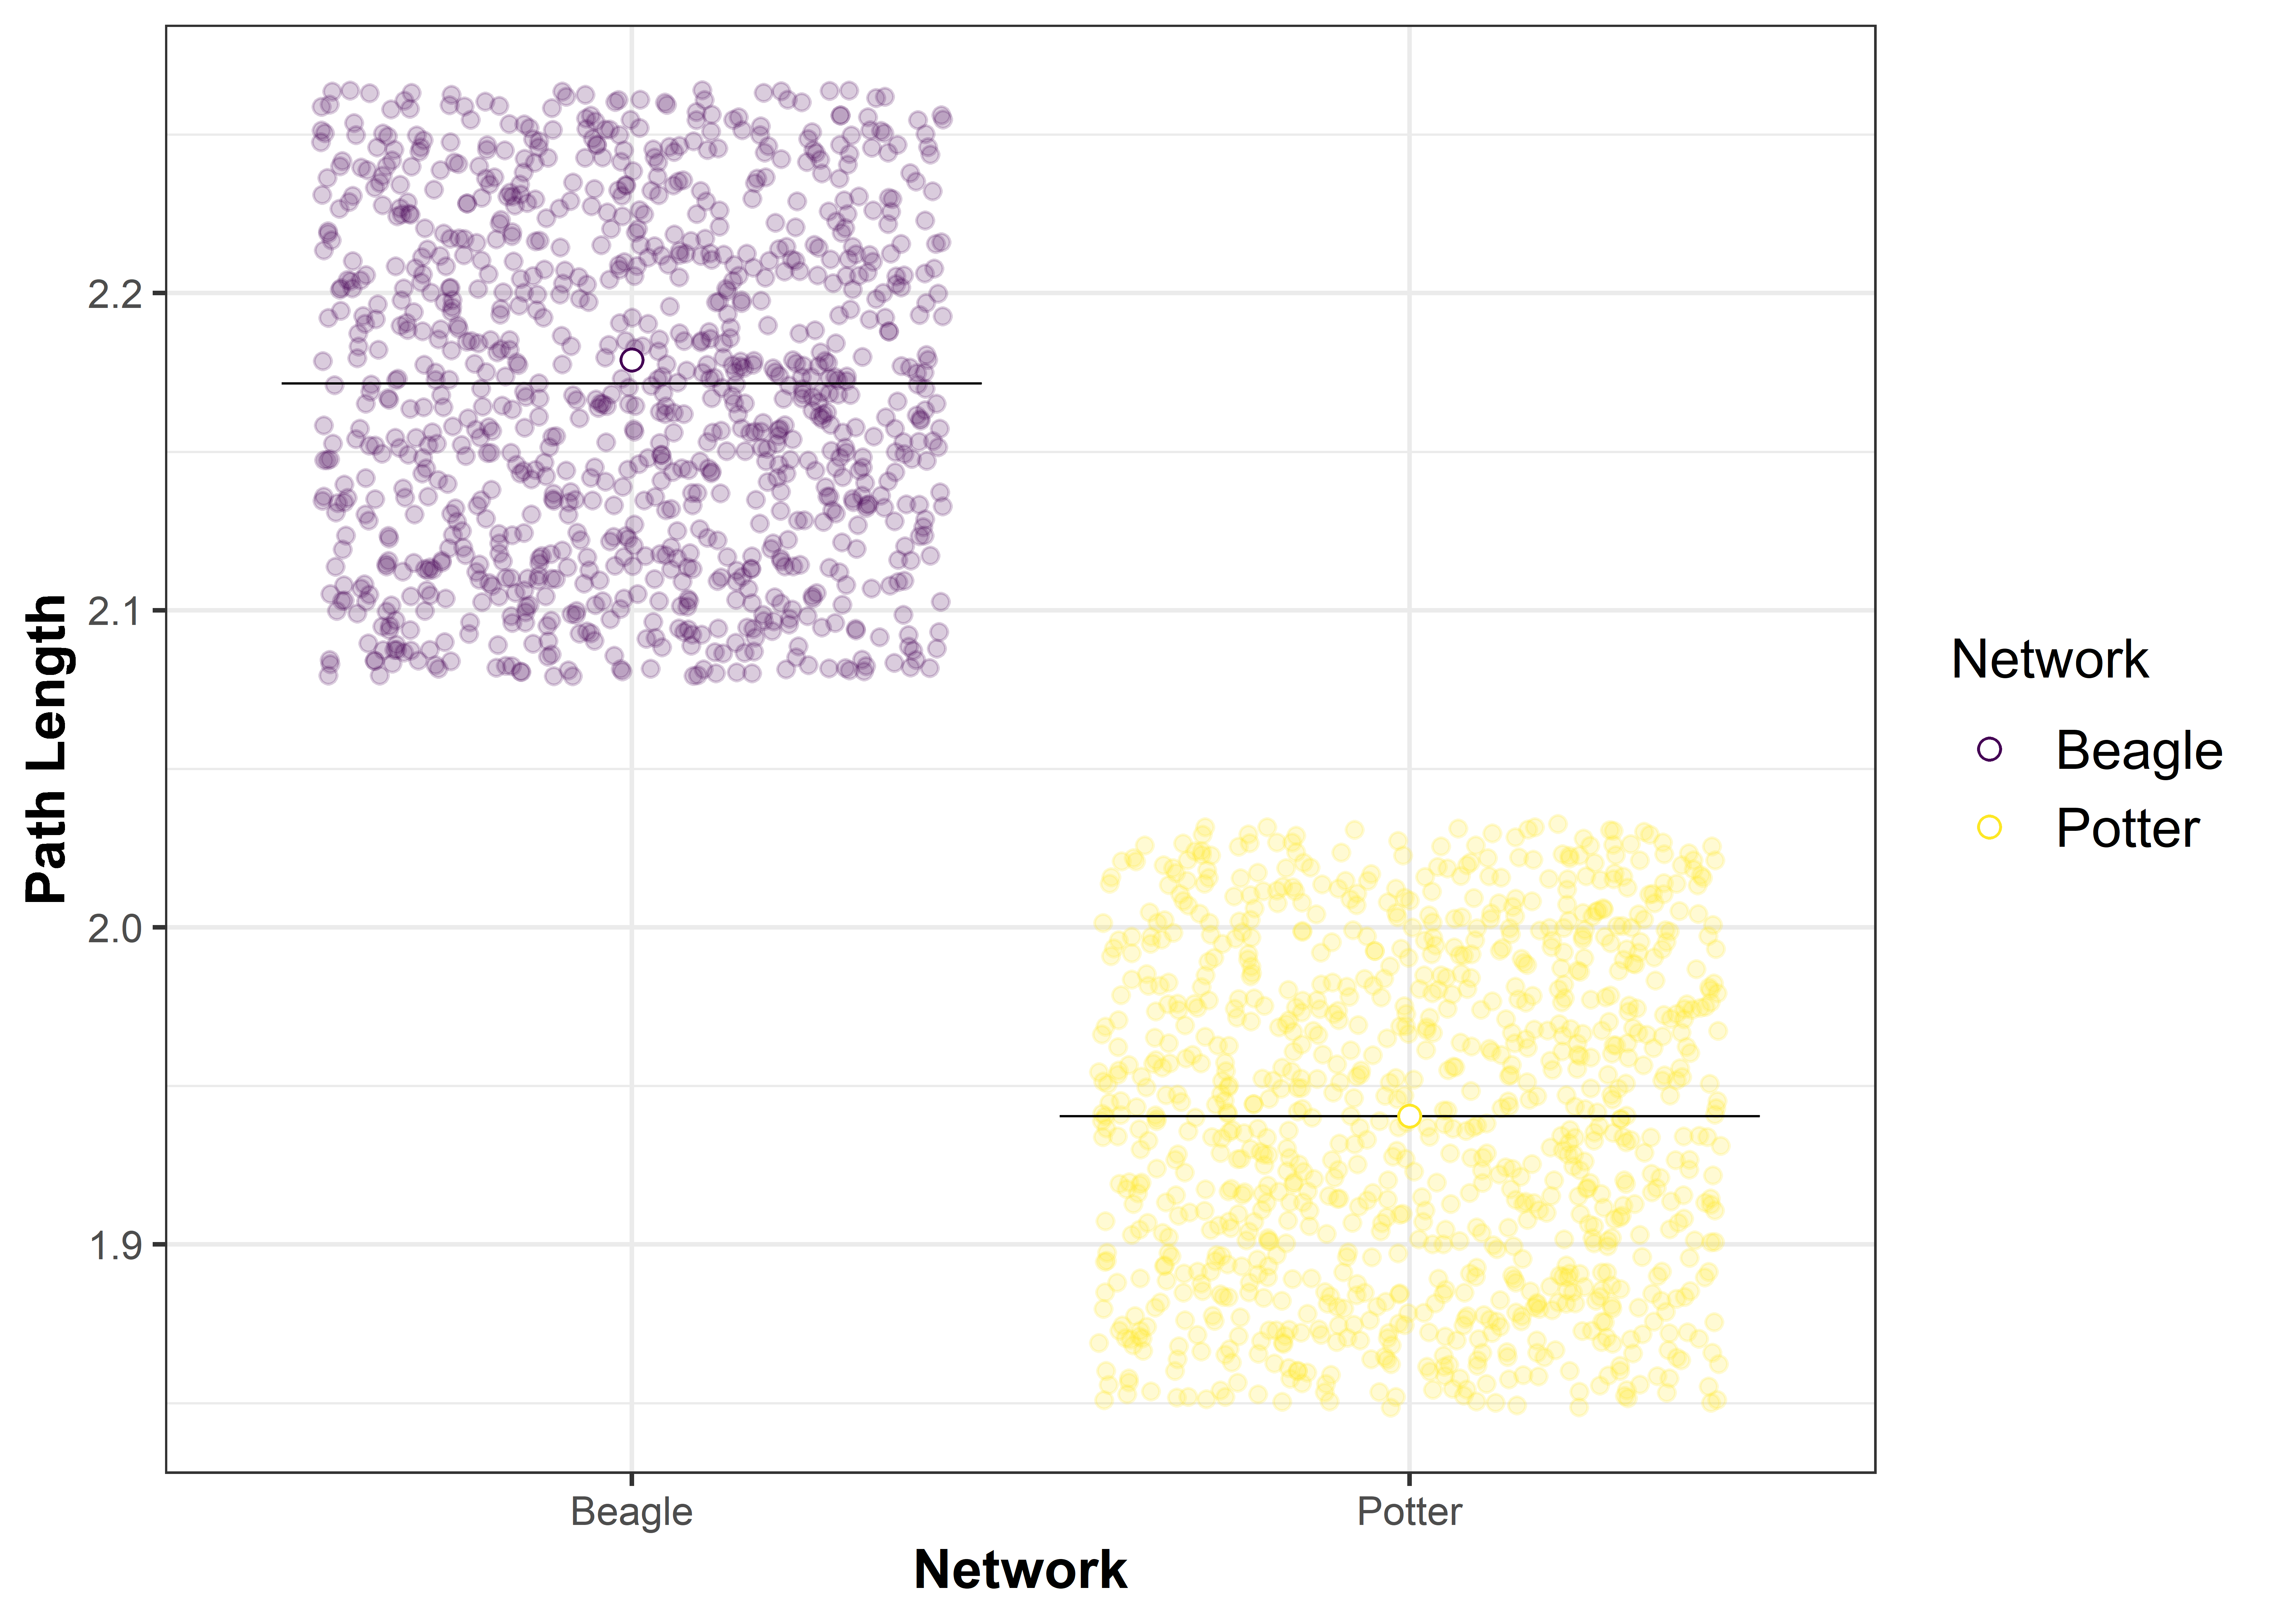 Path Length
2.2
2.1
2.0
1.9
Beagle
Potter
Network
Network
Beagle
Potter